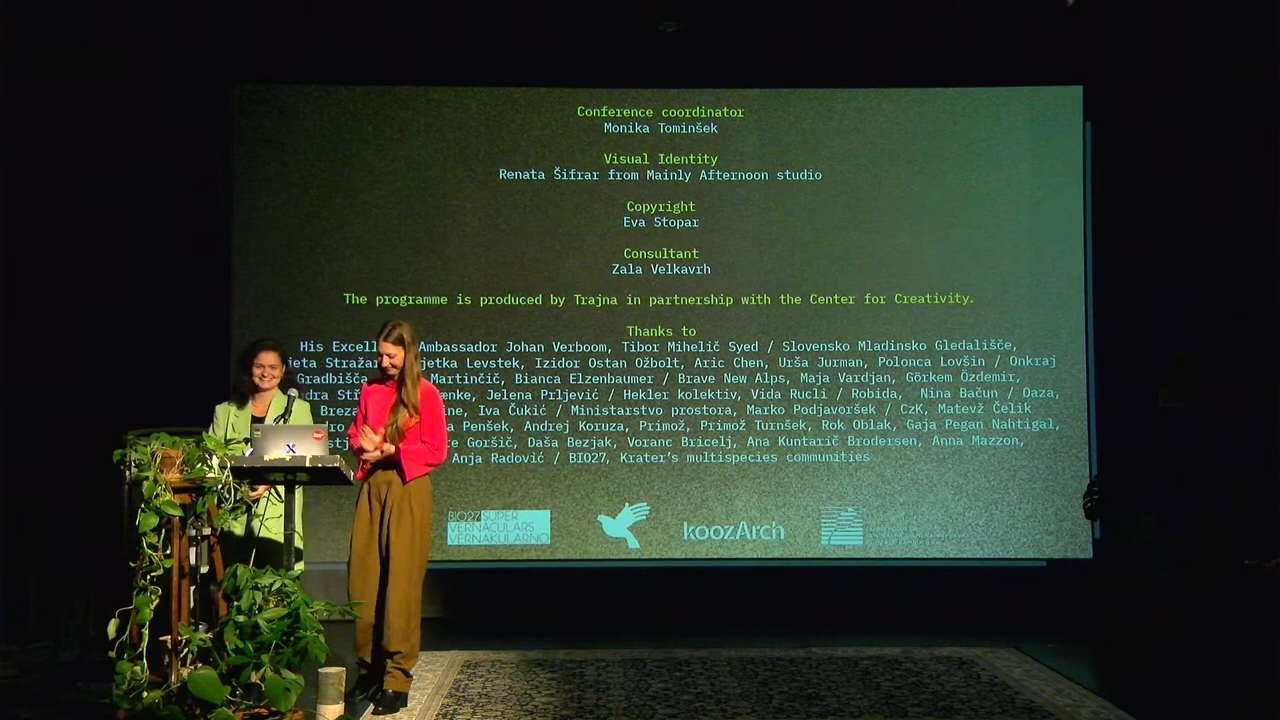 Conference coordinator
Monika Tominšek
Visual Identity
Renata Šifrar from Mainly Afternoon studio
Copyright
Eva Stopar
Consultant
Zala Velkavrh
The programme is produced by Trajna in partnership with the Center for Creativity.
Thanks to
His Ambassador Johan Verboom, Tibor Mihelič Syed / Slovensko Mladinsko Gledališče,
Levstek, Izidor Ostan Ožbolt, Aric Chen, Urša Jurman, Polonca Lovšin / Onkraj
Gradbišča Martinčič, Bianca Elzenbaumer / Brave New Alps, Maja Vardjan, Görkem Özdemir,
Jelena Prljević / Hekler kolektiv, Vida Rucli / Robida, Nina Bačun / Oaza,
Iva Čukić / Ministarstvo prostora, Marko Podjavoršek / CzK, Matevž Čelik
Penšek, Andrej Koruza, Primož, Primož Turnšek, Rok Oblak, Gaja Pegan Nahtigal,
Goršič, Daša Bezjak, Voranc Bricelj, Ana Kuntarič Brodersen, Anna Mazzon,
Anja Radović / BIO27, Krater's multispecies communities
BIO27 SUPER
VERNACULARS
VERNAKULARNO
koozArch
X